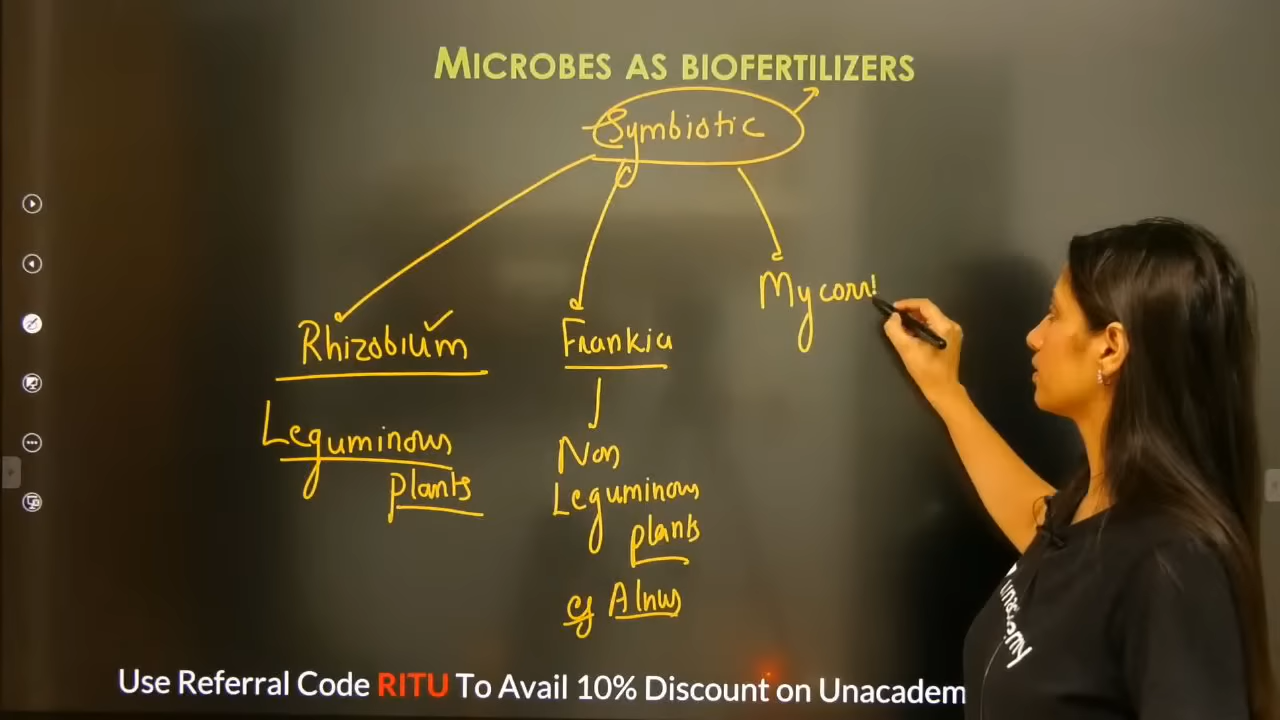 MICROBES AS BIOFERTILIZERS
Symbiotic
Mycorr
Rhizobium
Frankia
Leguminous
plants
Non
Leguminous
plants
eg Alnus
unacademy
Use Referral Code RITU To Avail 10% Discount on Unacadem